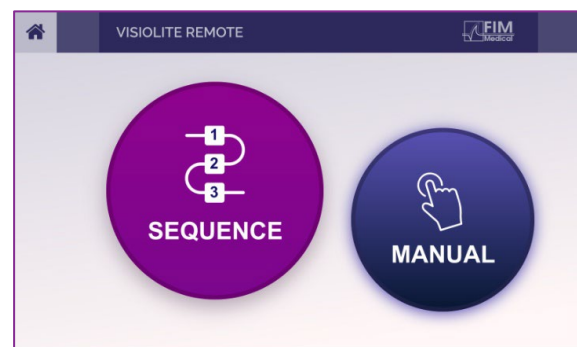 VISIOLITE REMOTE
FIM
Medical
1
2
3
SEQUENCE
MANUAL